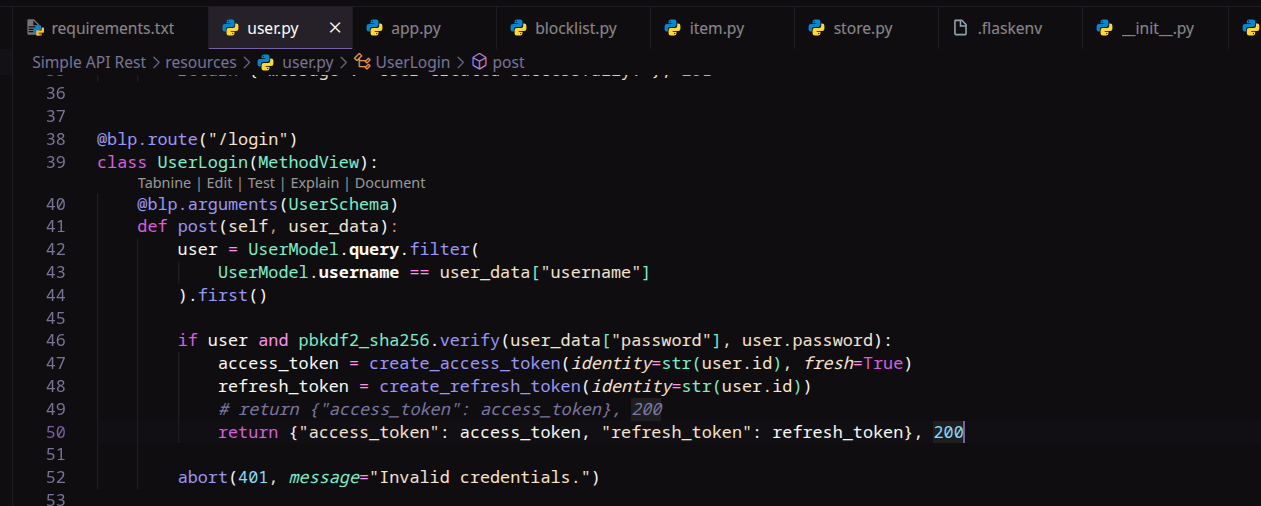 requirements.txt user.py × app.py blocklist.py item.py store.py .flaskenv __init__.py
Simple API Rest > resources > user.py > UserLogin > post
36
37
38 @blp.route("/login")
39 class UserLogin(MethodView):
Tabnine | Edit | Test | Explain | Document
40 @blp.arguments(UserSchema)
41 def post(self, user_data):
42 user = UserModel.query.filter(
43 UserModel.username == user_data["username"]
44 ).first()
45
46 if user and pbkdf2_sha256.verify(user_data["password"], user.password):
47 access_token = create_access_token(identity=str(user.id), fresh=True)
48 refresh_token = create_refresh_token(identity=str(user.id))
49 # return {"access_token": access_token}, 200
50 return {"access_token": access_token, "refresh_token": refresh_token}, 200
51
52 abort(401, message="Invalid credentials.")
53